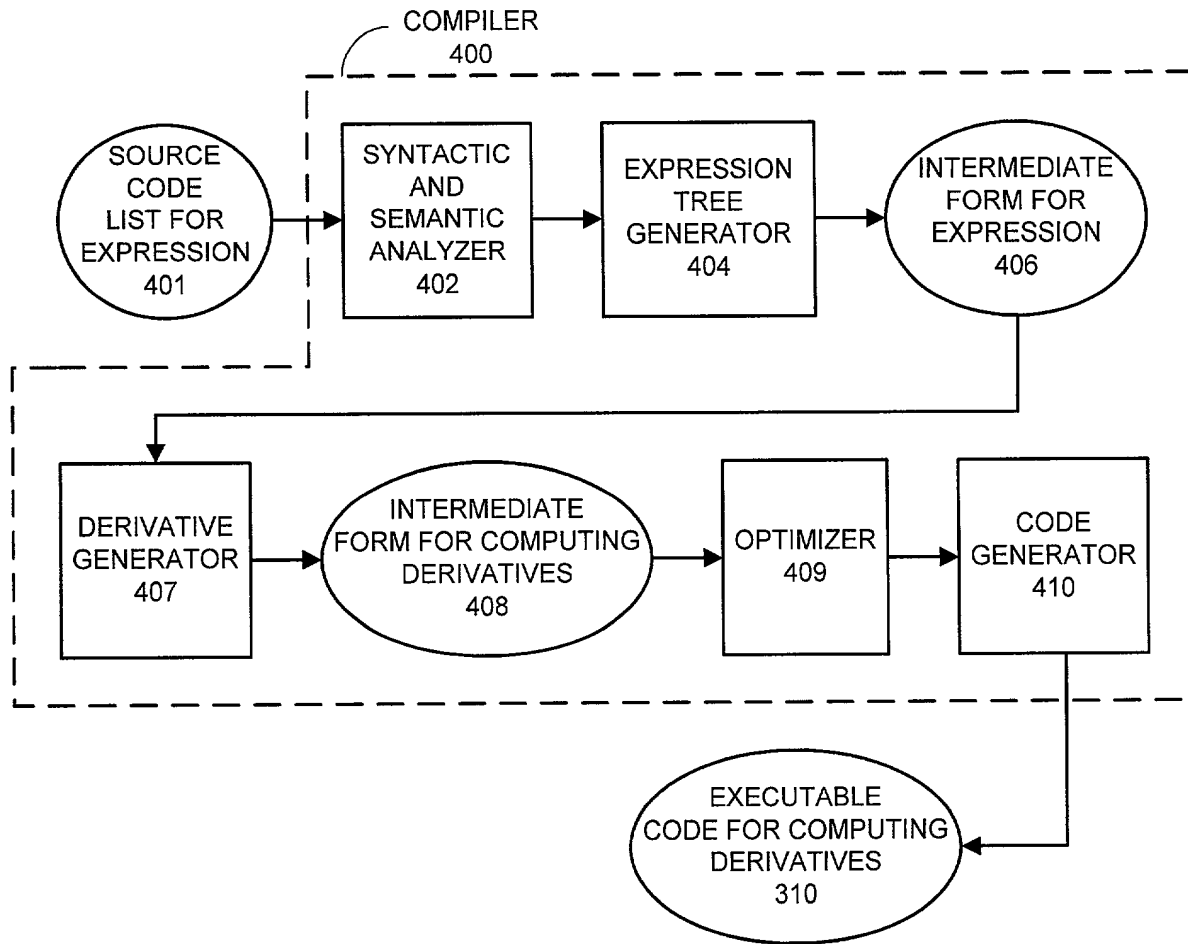 COMPILER
400
SOURCE
CODE
LIST FOR
EXPRESSION
401
SYNTACTIC
AND
SEMANTIC
ANALYZER
402
EXPRESSION
TREE
GENERATOR
404
INTERMEDIATE
FORM FOR
EXPRESSION
406
DERIVATIVE
GENERATOR
407
INTERMEDIATE
FORM FOR COMPUTING
DERIVATIVES
408
OPTIMIZER
409
CODE
GENERATOR
410
EXECUTABLE
CODE FOR COMPUTING
DERIVATIVES
310